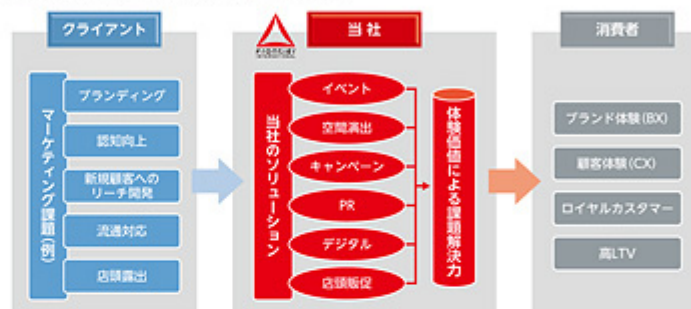 クライアント
マーケティング課題(例)
ブランディング
認知向上
新規顧客への
リーチ開発
流通対応
店頭露出
当社
当社のソリューション
イベント
空間演出
キャンペーン
PR
デジタル
店頭販促
体験価値による課題解決力
消費者
ブランド体験(BX)
顧客体験(CX)
ロイヤルカスタマー
高LTV